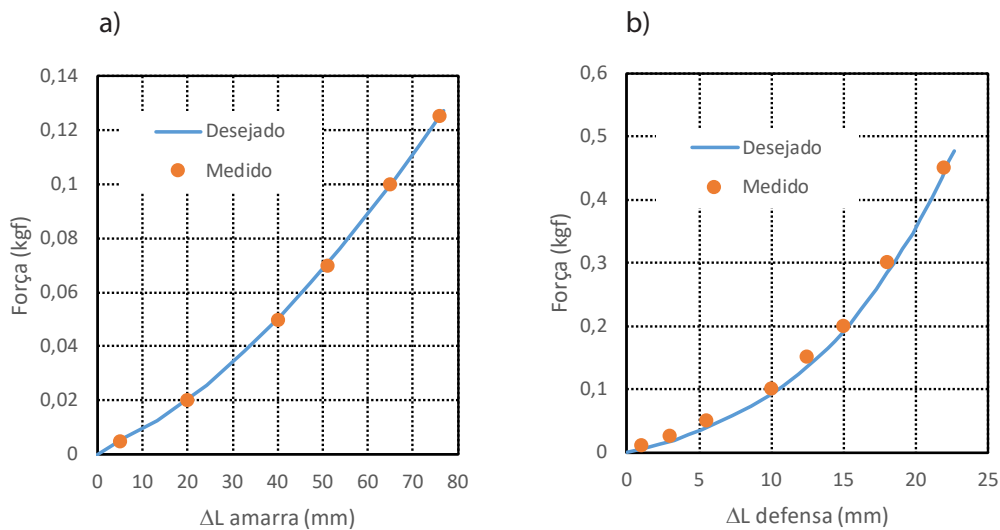 a)
0,14
0,12
0,1
0,08
0,06
0,04
0,02
0
Força (kgf)
Desejado
Medido
0 10 20 30 40 50 60 70 80
ΔL amarra (mm)
b)
0,6
0,5
0,4
0,3
0,2
0,1
0
Força (kgf)
Desejado
Medido
0 5 10 15 20 25
ΔL defensa (mm)